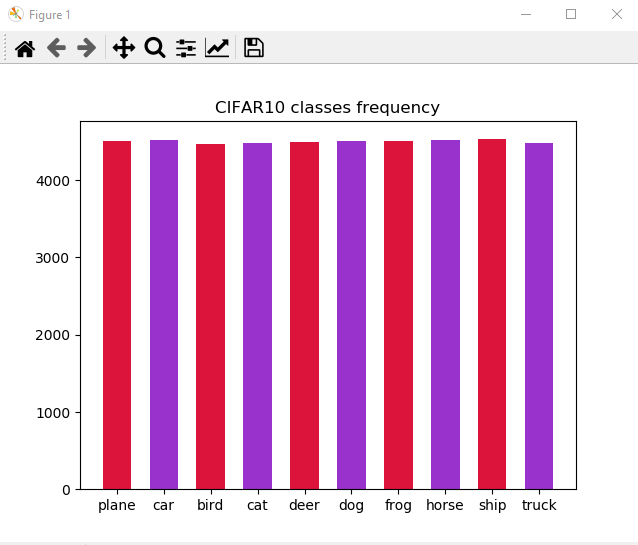 Figure 1
CIFAR10 classes frequency
4000
3000
2000
1000
0
plane car bird cat deer dog frog horse ship truck